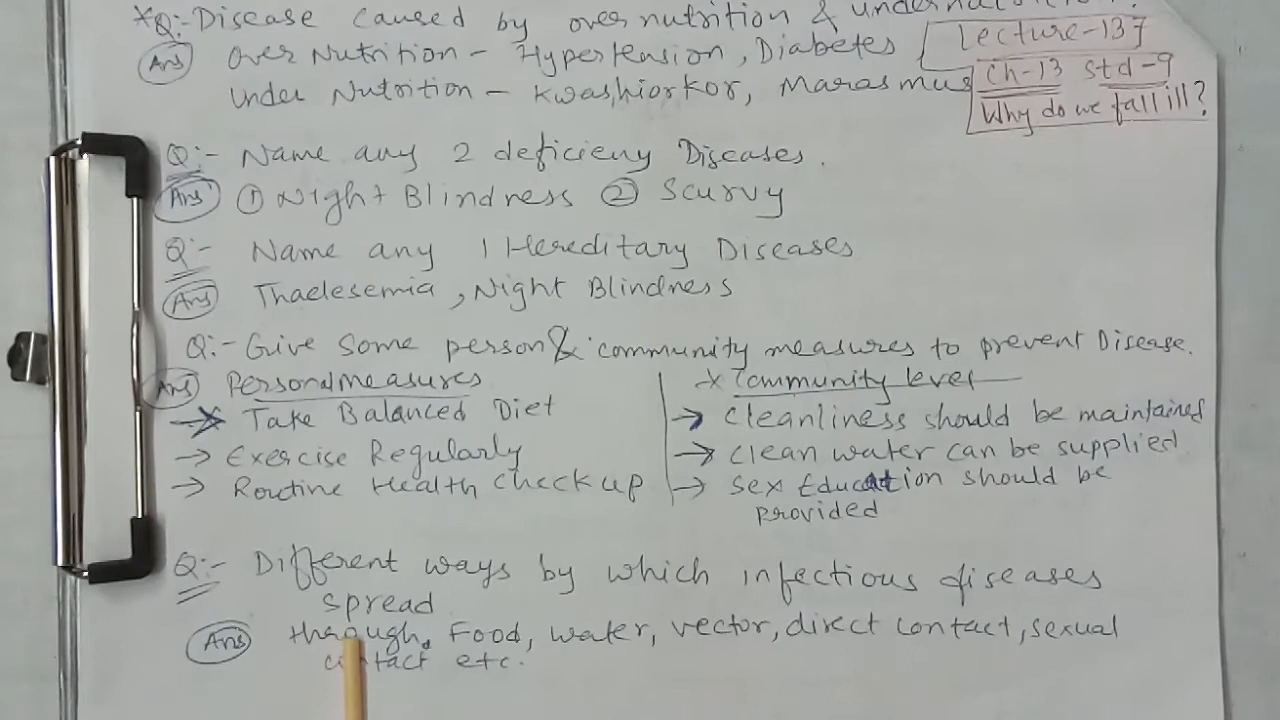 *Q:- Disease caused by over nutrition & under
Ans Over Nutrition - Hypertension, Diabetes
Under Nutrition - Kwashiorkor, Marasmus
Lecture-137
Ch-13 Std-9
Why do we fall ill?
Q:- Name any 2 deficieny Diseases.
Ans ① Night Blindness ② Scurvy
Q:- Name any 1 Hereditary Diseases
Ans Thaelesemia, Night Blindness
Q:- Give some person & community measures to prevent Disease.
Ans Personal measures
→ Take Balanced Diet
→ Exercise Regularly
→ Routine Health Check up
* Community level
→ Cleanliness should be maintained
→ Clean water can be supplied
→ Sex Education should be
provided
Q:- Different ways by which infectious diseases
spread
Ans through, Food, water, vector, direct contact, sexual
contact etc.